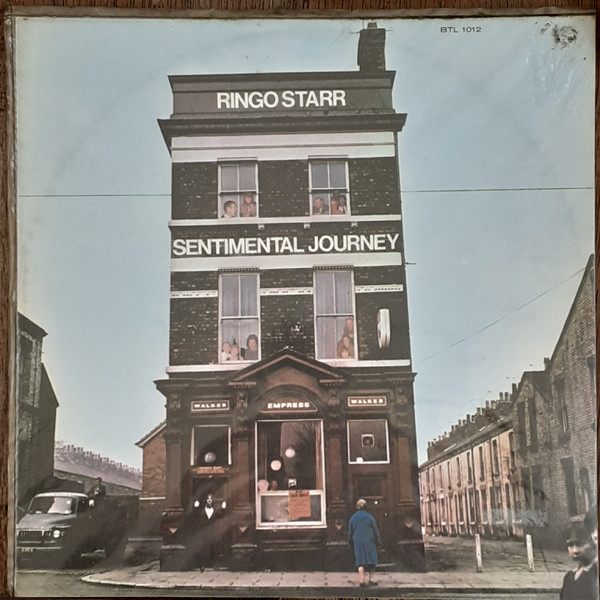 BTL 1012
RINGO STARR
SENTIMENTAL JOURNEY
WALKER EMPRESS WALKER